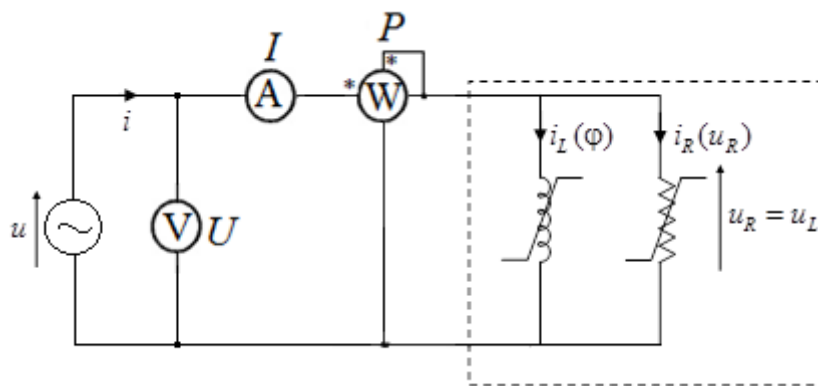 P
I
*
A
*
W
i
i_L(φ)
i_R(u_R)
u
V
U
u_R = u_L